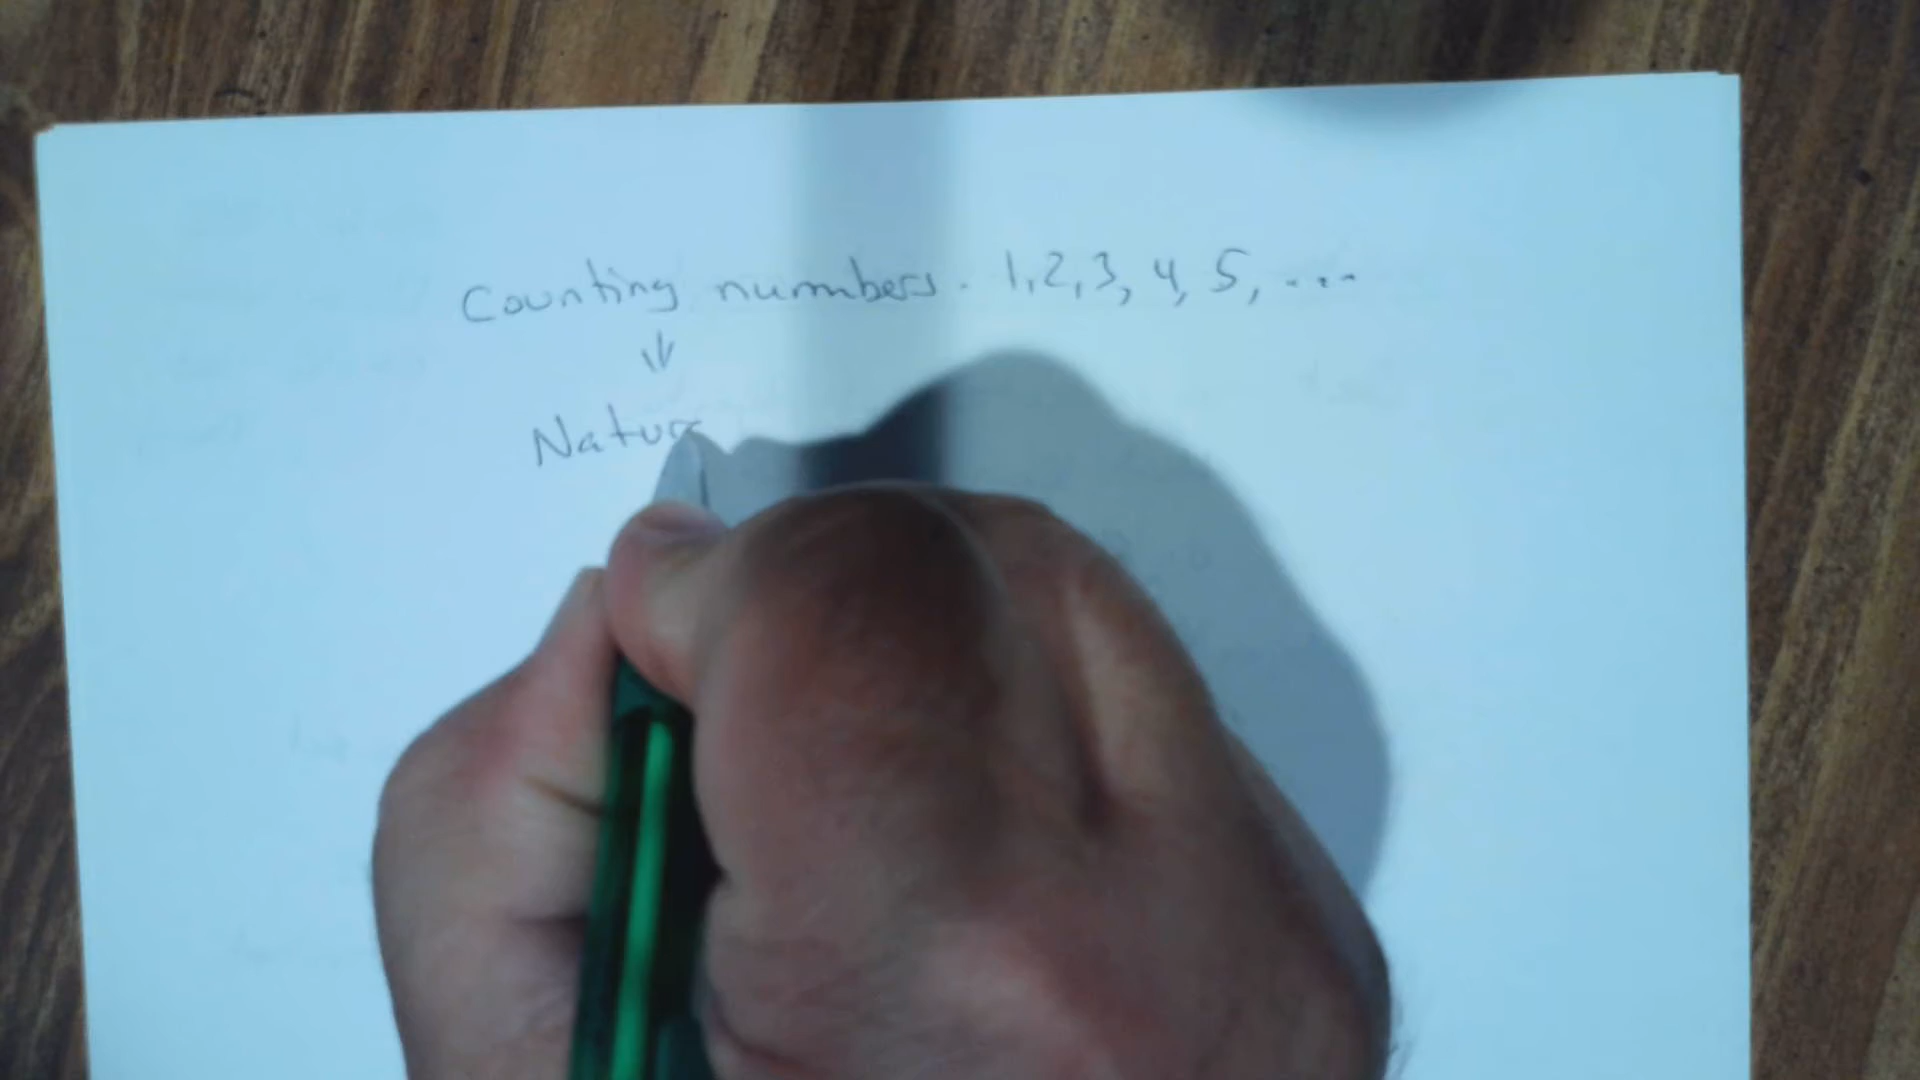 Counting numbers. 1,2,3, 4, 5, ...
Natur